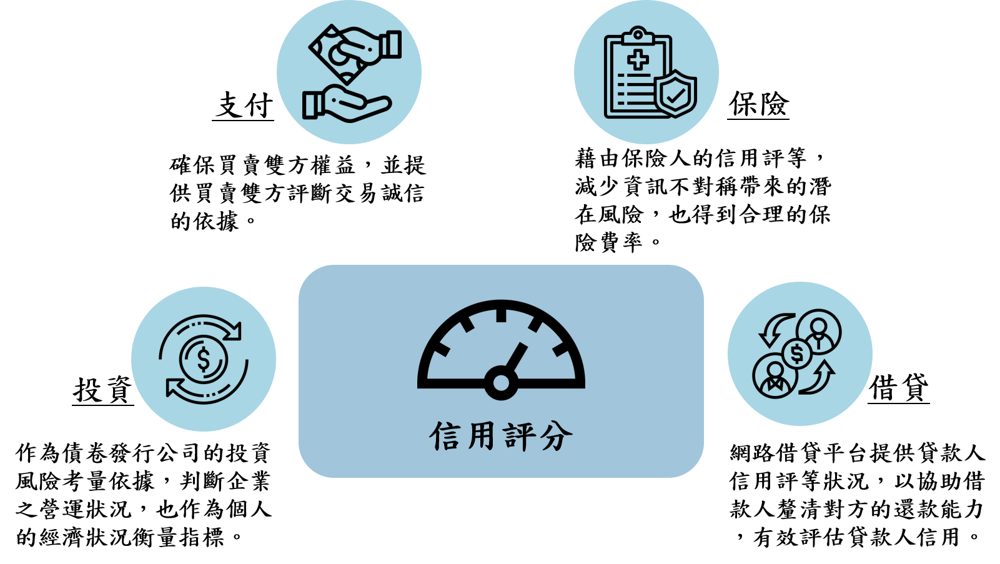 支付
確保買賣雙方權益，並提
供買賣雙方評斷交易誠信
的依據。
保險
藉由保險人的信用評等，
減少資訊不對稱帶來的潛
在風險，也得到合理的保
險費率。
信用評分
投資
作為債卷發行公司的投資
風險考量依據，判斷企業
之營運狀況，也作為個人
的經濟狀況衡量指標。
借貸
網路借貸平台提供貸款人
信用評等狀況，以協助借
款人釐清對方的還款能力
，有效評估貸款人信用。